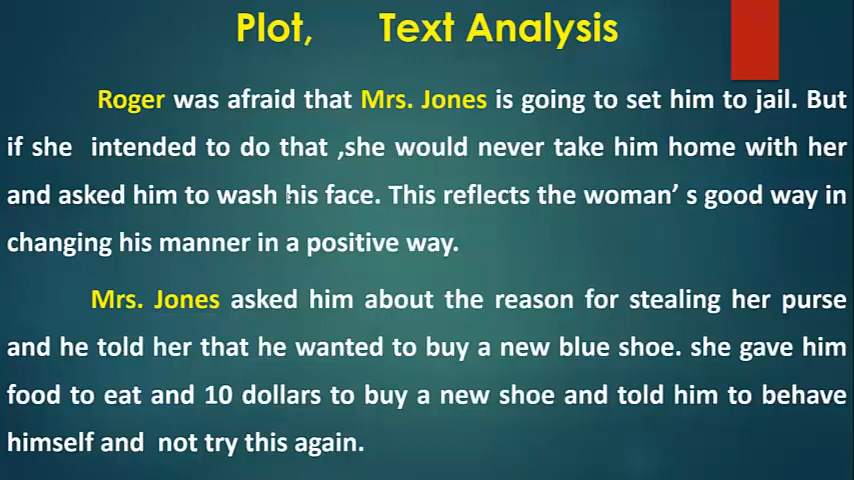 Plot, Text Analysis
Roger was afraid that Mrs. Jones is going to set him to jail. But
if she intended to do that ,she would never take him home with her
and asked him to wash his face. This reflects the woman' s good way in
changing his manner in a positive way.
Mrs. Jones asked him about the reason for stealing her purse
and he told her that he wanted to buy a new blue shoe. she gave him
food to eat and 10 dollars to buy a new shoe and told him to behave
himself and not try this again.